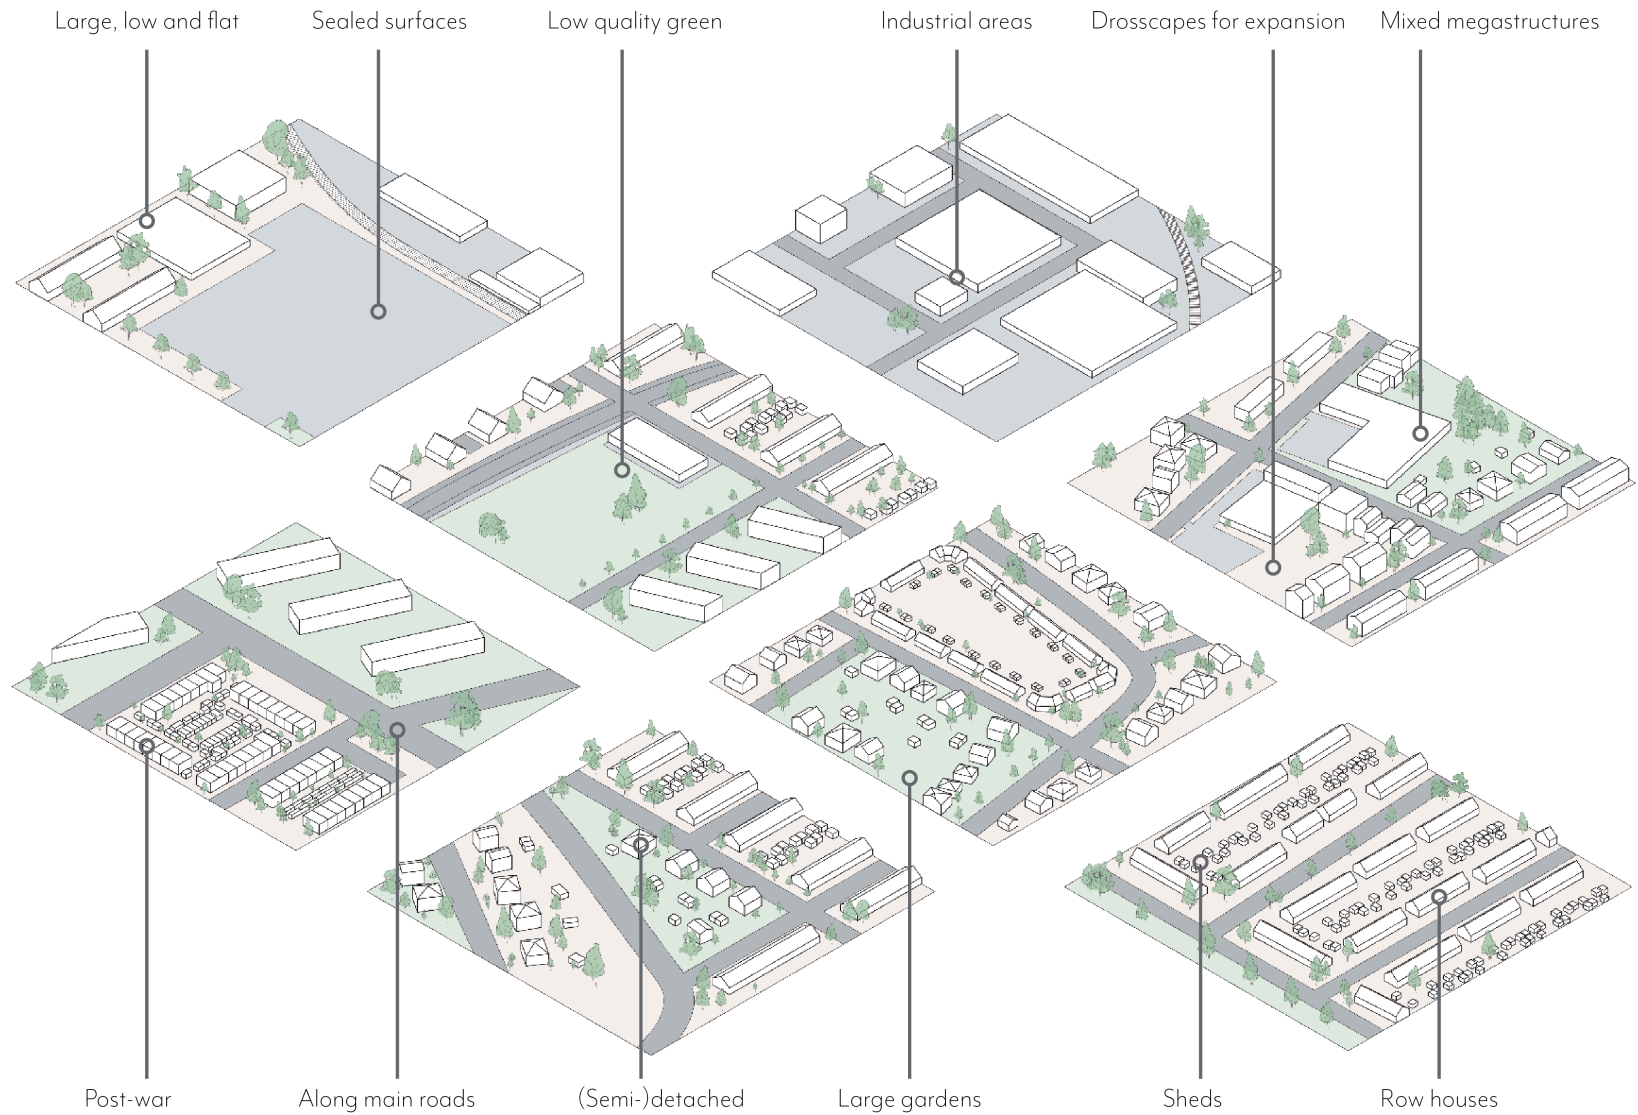 Large, low and flat
Sealed surfaces
Low quality green
Industrial areas
Drosscapes for expansion
Mixed megastructures
Post-war
Along main roads
(Semi-)detached
Large gardens
Sheds
Row houses